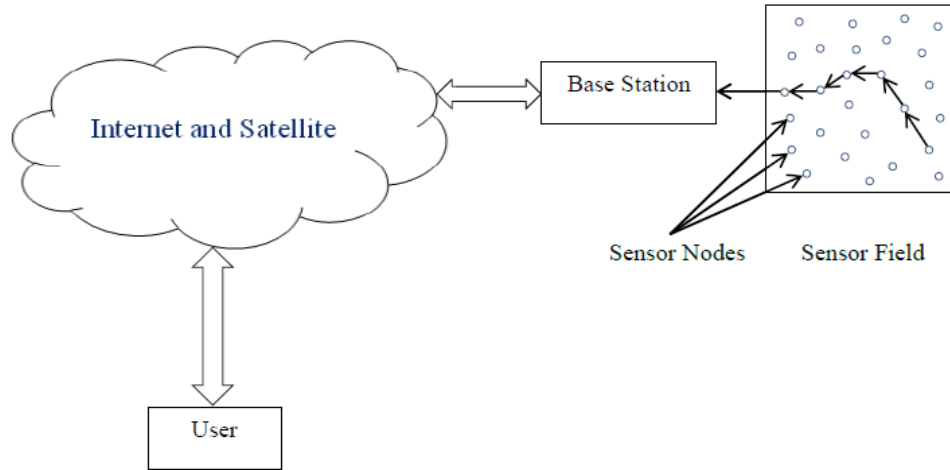 Base Station
Internet and Satellite
Sensor Nodes
Sensor Field
User